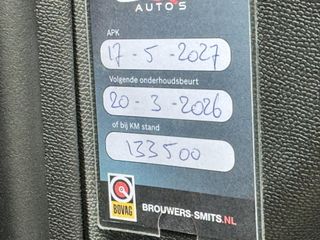 AUTO'S
APK
17-5-2027
Volgende onderhoudsbeurt
20-3-2026
of bij KM stand
133500
BOVAG
BROUWERS-SMITS.NL